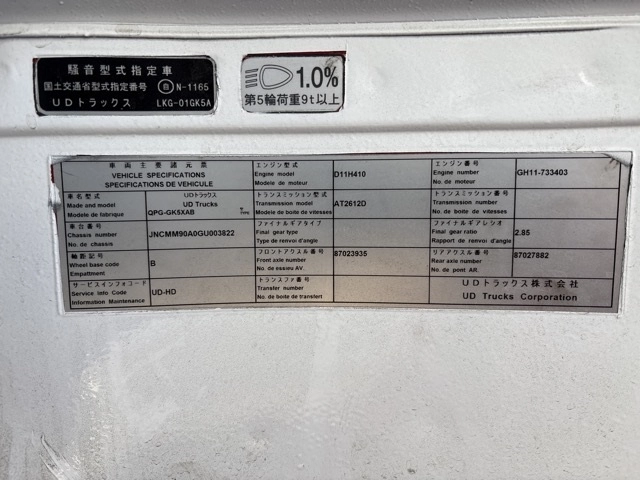 騒音型式指定車
国土交通省型式指定番号 自 N-1165
UDトラックス LKG-01GK5A
1.0%
第5輪荷重9t以上
車両主要諸元票
VEHICLE SPECIFICATIONS
SPECIFICATIONS DE VEHICULE
車名型式 UDトラックス
Made and model UD Trucks
Modele de fabrique QPG-GK5XAB 型 TYPE
車台番号
Chassis number JNCMM90A0GU003822
軸距記号
Wheel base code B
Empattment
サービスインフォコード
Service info Code UD-HD
Information Maintenance
エンジン型式
Engine model D11H410
Modele de moteur
トランスミッション型式
Transmission model AT2612D
Modele de boite de vitesses
ファイナルギアタイプ
Final gear type
Type de renvoi d'angle
フロントアクスル番号 87023935
Front axle number
No. de essieu AV.
トランスファ番号
Transfer number
No. de boite de transfert
エンジン番号
Engine number GH11-733403
No. de moteur
トランスミッション番号
Transmission number
No. de boite de vitesses
ファイナルギアレシオ
Final gear ratio 2.85
Rapport de renvoi d'angle
リアアクスル番号 87027882
Rear axle number
No. de pont AR.
UDトラックス株式会社
UD Trucks Corporation